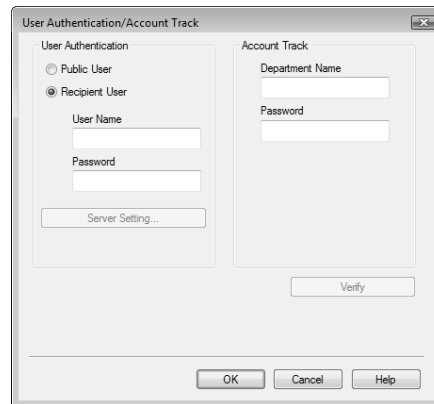 User Authentication/Account Track
User Authentication
Public User
Recipient User
User Name
Password
Server Setting...
Account Track
Department Name
Password
Verify
OK
Cancel
Help